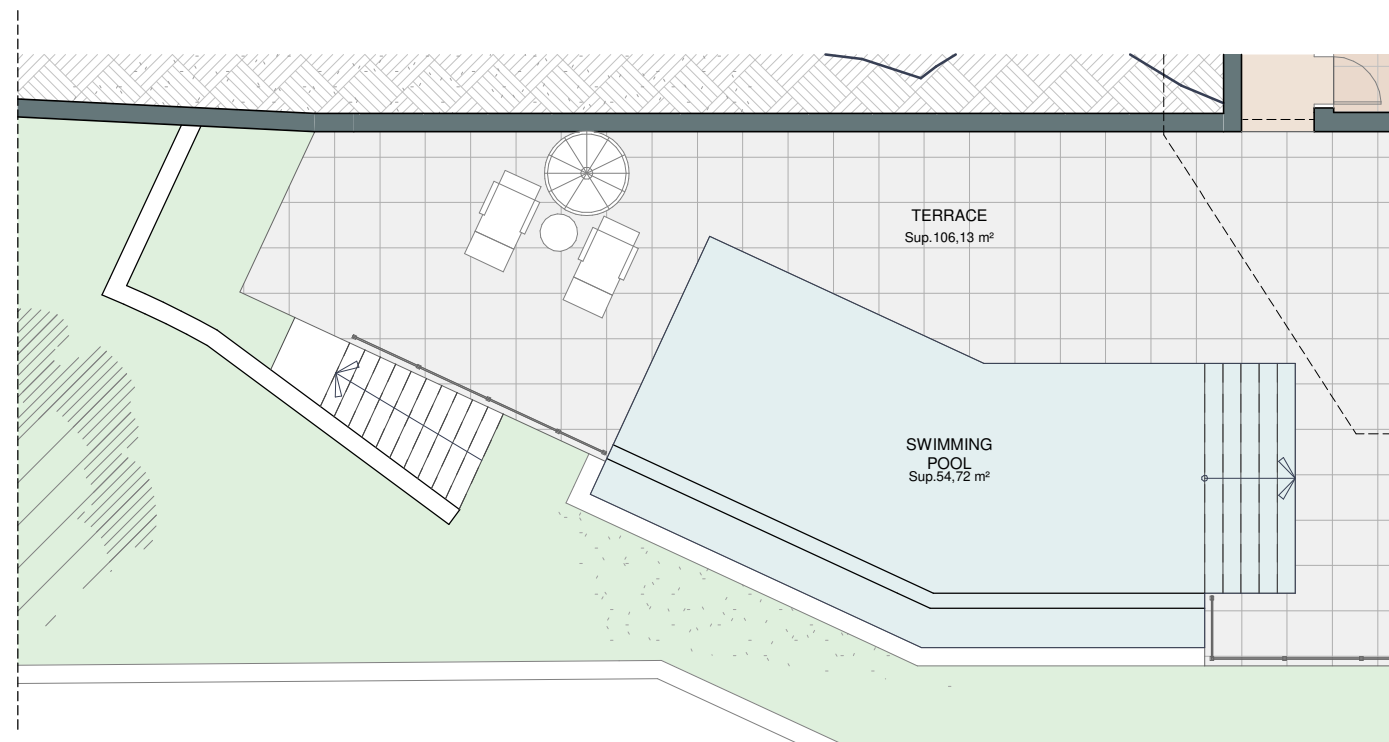 TERRACE
Sup.106,13 m²
SWIMMING
POOL
Sup.54,72 m²